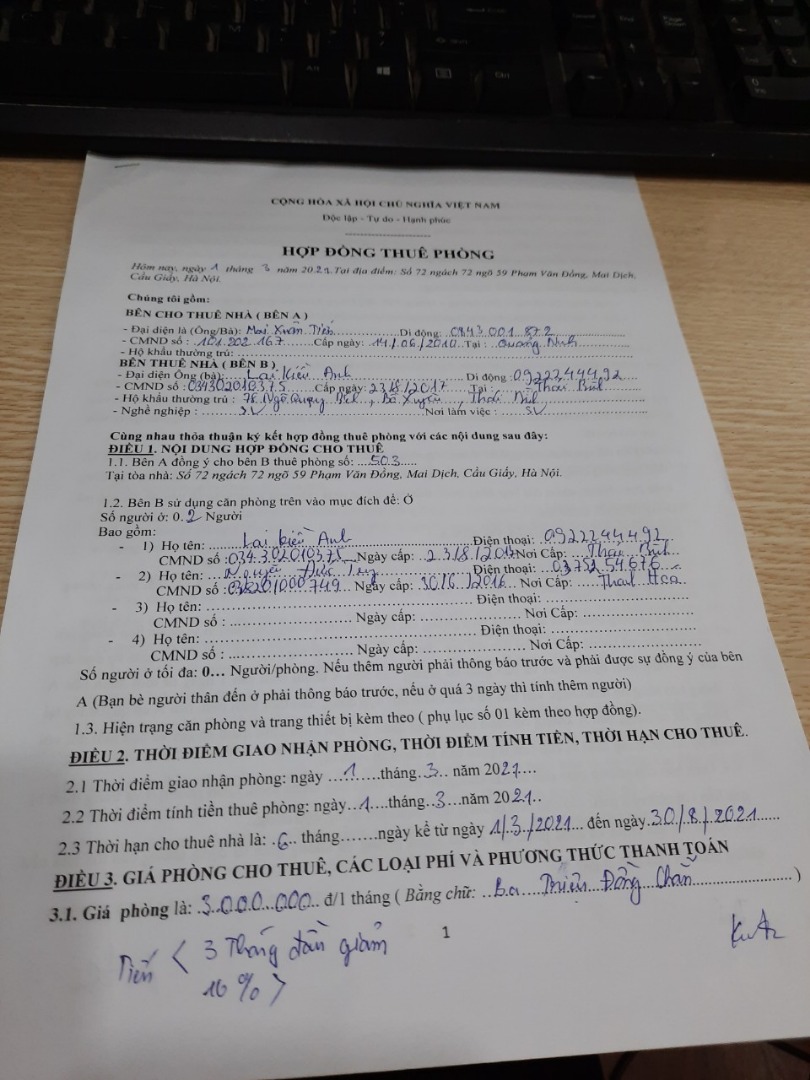 CỘNG HÒA XÃ HỘI CHỦ NGHĨA VIỆT NAM
Độc lập - Tự do - Hạnh phúc
HỢP ĐỒNG THUÊ PHÒNG
Hôm nay, ngày 1 tháng 3 năm 2021. Tại địa điểm: Số 72 ngách 72 ngõ 59 Phạm Văn Đồng, Mai Dịch,
Cầu Giấy, Hà Nội.
Chúng tôi gồm:
BÊN CHO THUÊ NHÀ ( BÊN A )
- Đại diện là (Ông/Bà): Mai Xuân Di động: 0843 001 872
- CMND số : 101 202 167 Cấp ngày: 14/06/2010 Tại : Quảng Ninh
- Hộ khẩu thường trú:
BÊN THUÊ NHÀ ( BÊN B )
- Đại diện Ông (bà): Lại Kiều Anh Di động : 0922244492
- CMND số : 034302010375 Cấp ngày: 23/8/2017 Tại : Thái Bình
- Hộ khẩu thường trú : Thái Bình
- Nghề nghiệp : SV Nơi làm việc : SV
Cùng nhau thỏa thuận ký kết hợp đồng thuê phòng với các nội dung sau đây:
ĐIỀU 1. NỘI DUNG HỢP ĐỒNG CHO THUÊ
1.1. Bên A đồng ý cho bên B thuê phòng số: 503
Tại tòa nhà: Số 72 ngách 72 ngõ 59 Phạm Văn Đồng, Mai Dịch, Cầu Giấy, Hà Nội.
1.2. Bên B sử dụng căn phòng trên vào mục đích để: Ở
Số người ở: 0.2 Người
Bao gồm:
- 1) Họ tên: Lại Kiều Anh Điện thoại: 0922244492
CMND số : 034302010375 Ngày cấp: 23/8/2017 Nơi Cấp: Thái Bình
- 2) Họ tên: Nguyễn Điện thoại: 0375254676
CMND số : 038201000749 Ngày cấp: 30/6/2016 Nơi Cấp: Thanh Hóa
- 3) Họ tên: Điện thoại:
CMND số : Ngày cấp: Nơi Cấp:
- 4) Họ tên: Điện thoại:
CMND số : Ngày cấp: Nơi Cấp:
Số người ở tối đa: 0… Người/phòng. Nếu thêm người phải thông báo trước và phải được sự đồng ý của bên
A (Bạn bè người thân đến ở phải thông báo trước, nếu ở quá 3 ngày thì tính thêm người)
1.3. Hiện trạng căn phòng và trang thiết bị kèm theo ( phụ lục số 01 kèm theo hợp đồng).
ĐIỀU 2. THỜI ĐIỂM GIAO NHẬN PHÒNG, THỜI ĐIỂM TÍNH TIỀN, THỜI HẠN CHO THUÊ.
2.1 Thời điểm giao nhận phòng: ngày 1 tháng 3 năm 2021
2.2 Thời điểm tính tiền thuê phòng: ngày 1 tháng 3 năm 2021
2.3 Thời hạn cho thuê nhà là: 6 tháng.......ngày kể từ ngày 1/3/2021 đến ngày 30/8/2021
ĐIỀU 3. GIÁ PHÒNG CHO THUÊ, CÁC LOẠI PHÍ VÀ PHƯƠNG THỨC THANH TOÁN
3.1. Giá phòng là: 3.000.000 đ/1 tháng ( Bằng chữ: Ba Triệu Đồng Chẵn )
1
< 3 Tháng đầu giảm
10 % >